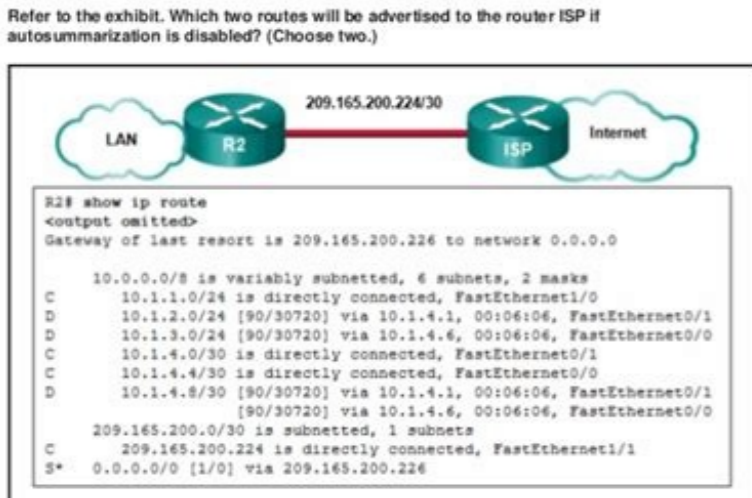 Refer to the exhibit. Which two routes will be advertised to the router ISP if
autosummarization is disabled? (Choose two.)
209.165.200.224/30
LAN
R2
ISP
Internet
R2# show ip route
<output omitted>
Gateway of last resort is 209.165.200.226 to network 0.0.0.0
10.0.0.0/8 is variably subnetted, 6 subnets, 2 masks
C 10.1.1.0/24 is directly connected, FastEthernet1/0
D 10.1.2.0/24 [90/30720] via 10.1.4.1, 00:06:06, FastEthernet0/1
D 10.1.3.0/24 [90/30720] via 10.1.4.6, 00:06:06, FastEthernet0/0
C 10.1.4.0/30 is directly connected, FastEthernet0/1
C 10.1.4.4/30 is directly connected, FastEthernet0/0
D 10.1.4.8/30 [90/30720] via 10.1.4.1, 00:06:06, FastEthernet0/1
[90/30720] via 10.1.4.6, 00:06:06, FastEthernet0/0
209.165.200.0/30 is subnetted, 1 subnets
C 209.165.200.224 is directly connected, FastEthernet1/1
S* 0.0.0.0/0 [1/0] via 209.165.200.226